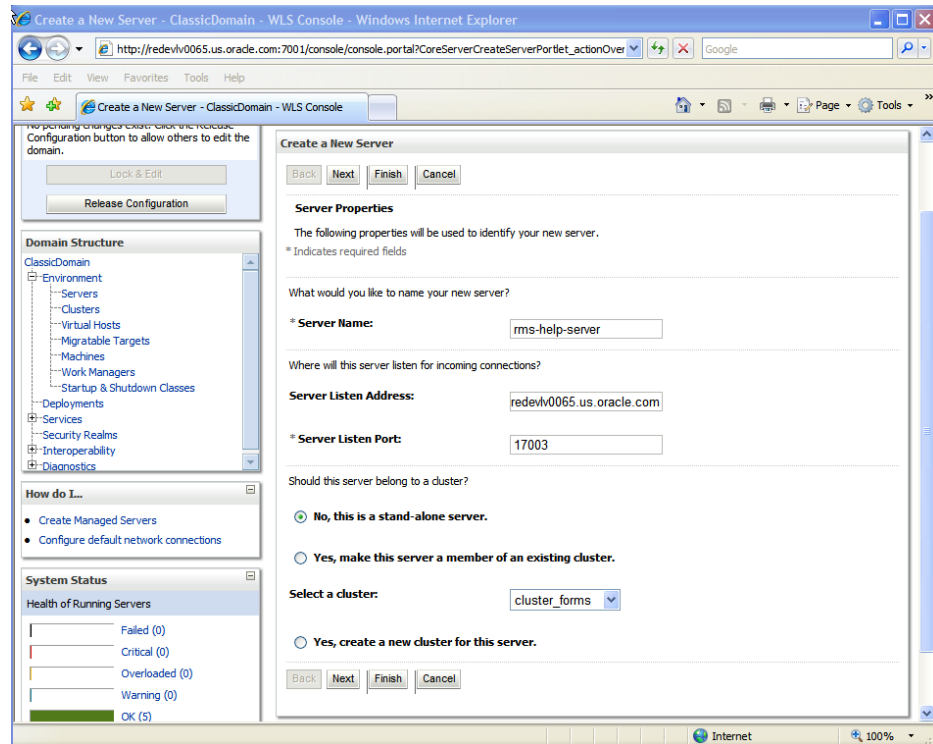 Create a New Server - ClassicDomain - WLS Console - Windows Internet Explorer
http://redevlv0065.us.oracle.com:7001/console/console.portal?CoreServerCreateServerPortlet_actionOver
Google
File Edit View Favorites Tools Help
Create a New Server - ClassicDomain - WLS Console
Page Tools
No pending changes exist. Click the Release
Configuration button to allow others to edit the
domain.
Lock & Edit
Release Configuration
Domain Structure
ClassicDomain
Environment
Servers
Clusters
Virtual Hosts
Migratable Targets
Machines
Work Managers
Startup & Shutdown Classes
Deployments
Services
Security Realms
Interoperability
Diagnostics
How do I...
Create Managed Servers
Configure default network connections
System Status
Health of Running Servers
Failed (0)
Critical (0)
Overloaded (0)
Warning (0)
OK (5)
Create a New Server
Back Next Finish Cancel
Server Properties
The following properties will be used to identify your new server.
* Indicates required fields
What would you like to name your new server?
* Server Name: rms-help-server
Where will this server listen for incoming connections?
Server Listen Address: redevlv0065.us.oracle.com
* Server Listen Port: 17003
Should this server belong to a cluster?
No, this is a stand-alone server.
Yes, make this server a member of an existing cluster.
Select a cluster: cluster_forms
Yes, create a new cluster for this server.
Back Next Finish Cancel
Internet 100%